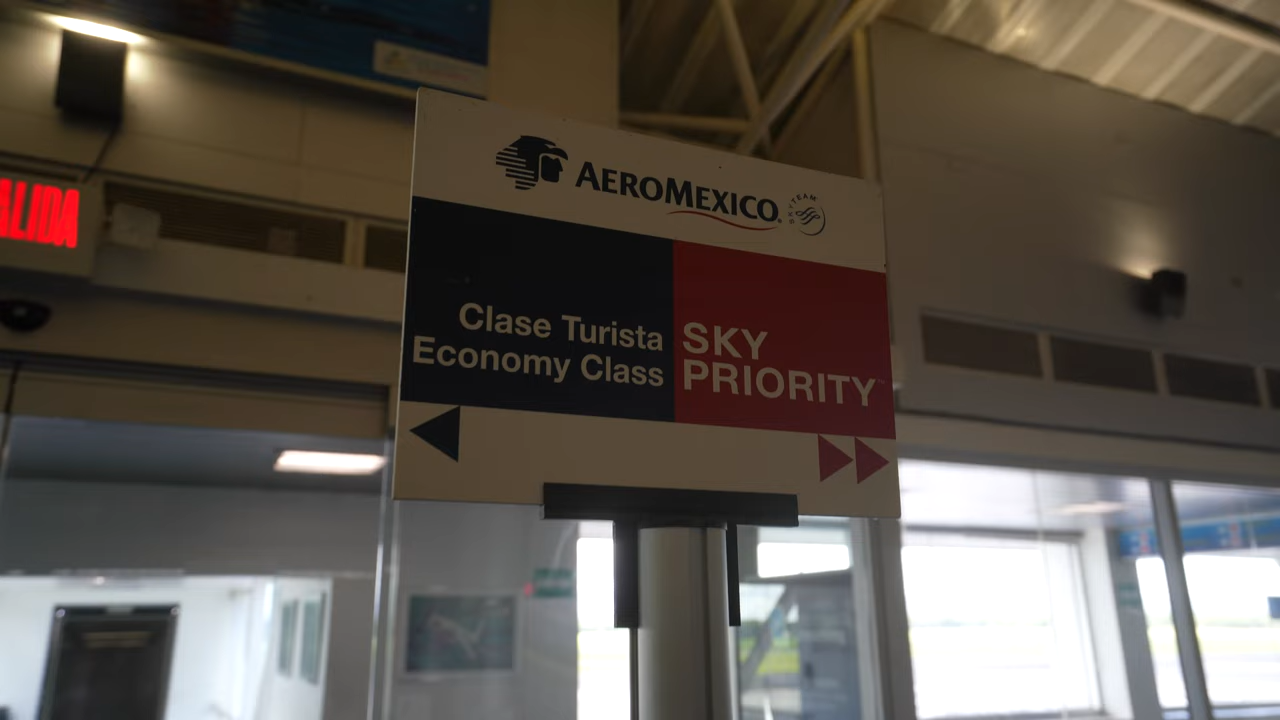 ALIDA
AEROMEXICO
SKYTEAM
Clase Turista
Economy Class
SKY
PRIORITY